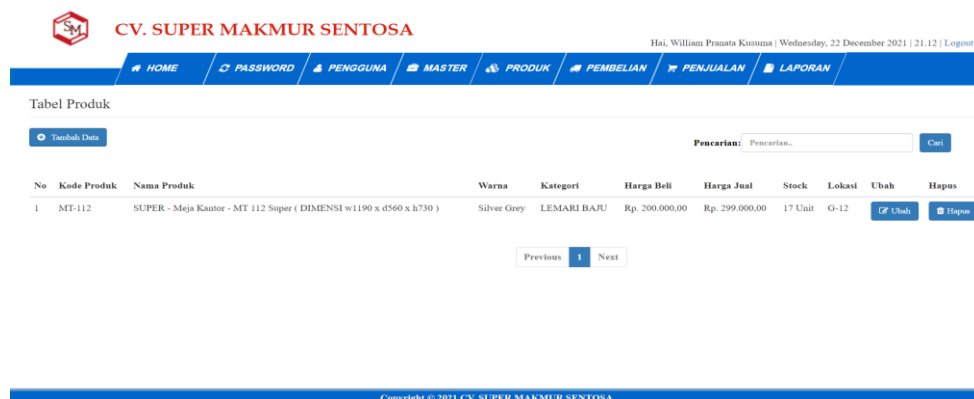 SM
CV. SUPER MAKMUR SENTOSA
Hai, William Pranata Kusuma | Wednesday, 22 December 2021 | 21.12 | Logout
HOME PASSWORD PENGGUNA MASTER PRODUK PEMBELIAN PENJUALAN LAPORAN
Tabel Produk
Tambah Data Pencarian: Pencarian.. Cari
No Kode Produk Nama Produk Warna Kategori Harga Beli Harga Jual Stock Lokasi Ubah Hapus
1 MT-112 SUPER - Meja Kantor - MT 112 Super ( DIMENSI w1190 x d560 x h730 ) Silver Grey LEMARI BAJU Rp. 200.000,00 Rp. 299.000,00 17 Unit G-12 Ubah Hapus
Previous 1 Next
Copyright © 2021 CV. SUPER MAKMUR SENTOSA